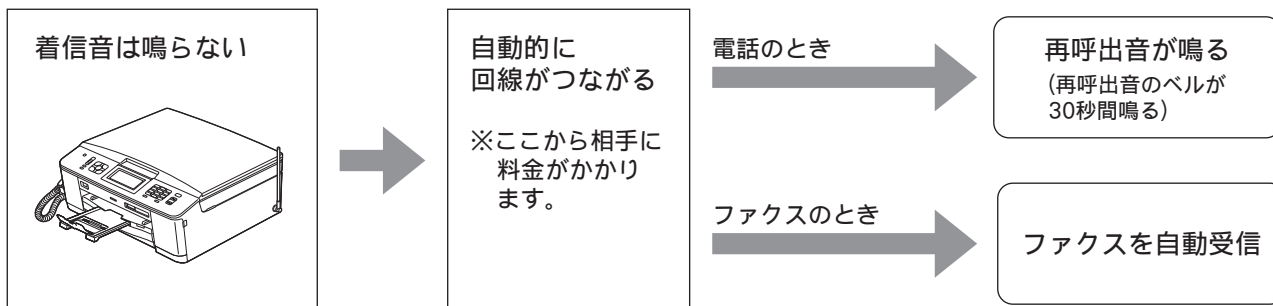 着信音は鳴らない
自動的に
回線がつながる
※ここから相手に
料金がかかり
ます。
電話のとき
再呼出音が鳴る
(再呼出音のベルが
30秒間鳴る)
ファクスのとき
ファクスを自動受信